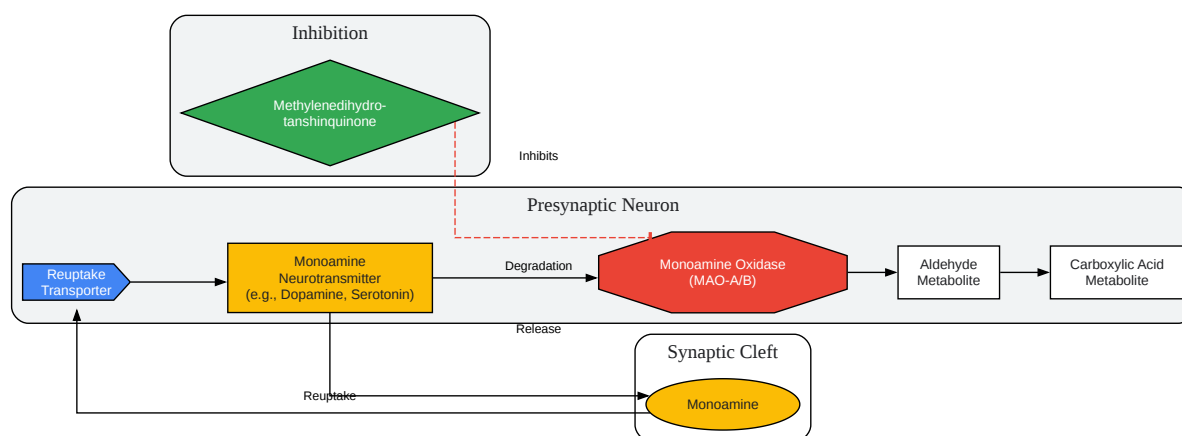 Inhibition
Methylenedihydro-
tanshinquinone
Inhibits
Presynaptic Neuron
Reuptake
Transporter
Monoamine
Neurotransmitter
(e.g., Dopamine, Serotonin)
Degradation
Monoamine Oxidase
(MAO-A/B)
Aldehyde
Metabolite
Carboxylic Acid
Metabolite
Release
Synaptic Cleft
Reuptake
Monoamine